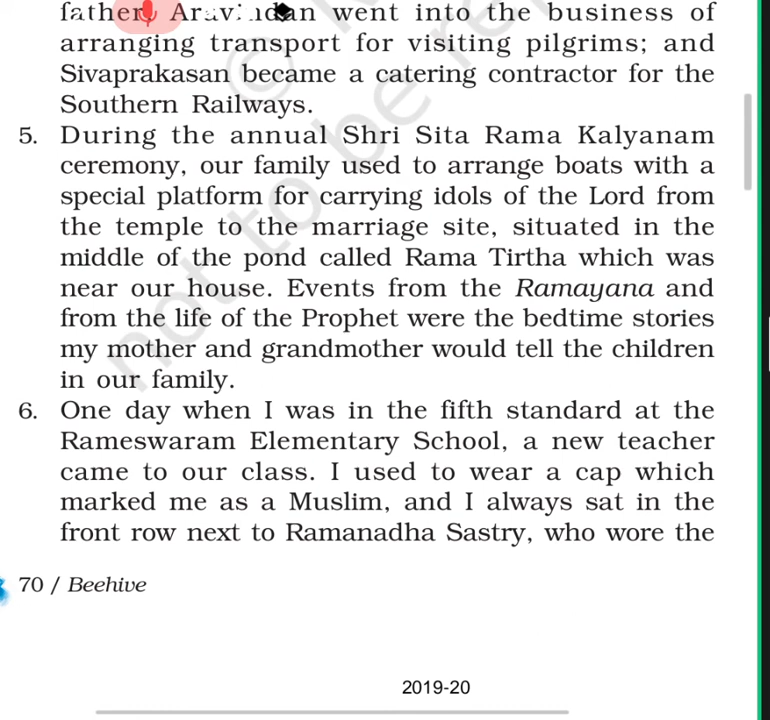 father; Aravindan went into the business of
arranging transport for visiting pilgrims; and
Sivaprakasan became a catering contractor for the
Southern Railways.
5. During the annual Shri Sita Rama Kalyanam
ceremony, our family used to arrange boats with a
special platform for carrying idols of the Lord from
the temple to the marriage site, situated in the
middle of the pond called Rama Tirtha which was
near our house. Events from the Ramayana and
from the life of the Prophet were the bedtime stories
my mother and grandmother would tell the children
in our family.
6. One day when I was in the fifth standard at the
Rameswaram Elementary School, a new teacher
came to our class. I used to wear a cap which
marked me as a Muslim, and I always sat in the
front row next to Ramanadha Sastry, who wore the
70 / Beehive
2019-20
© 
not to be re